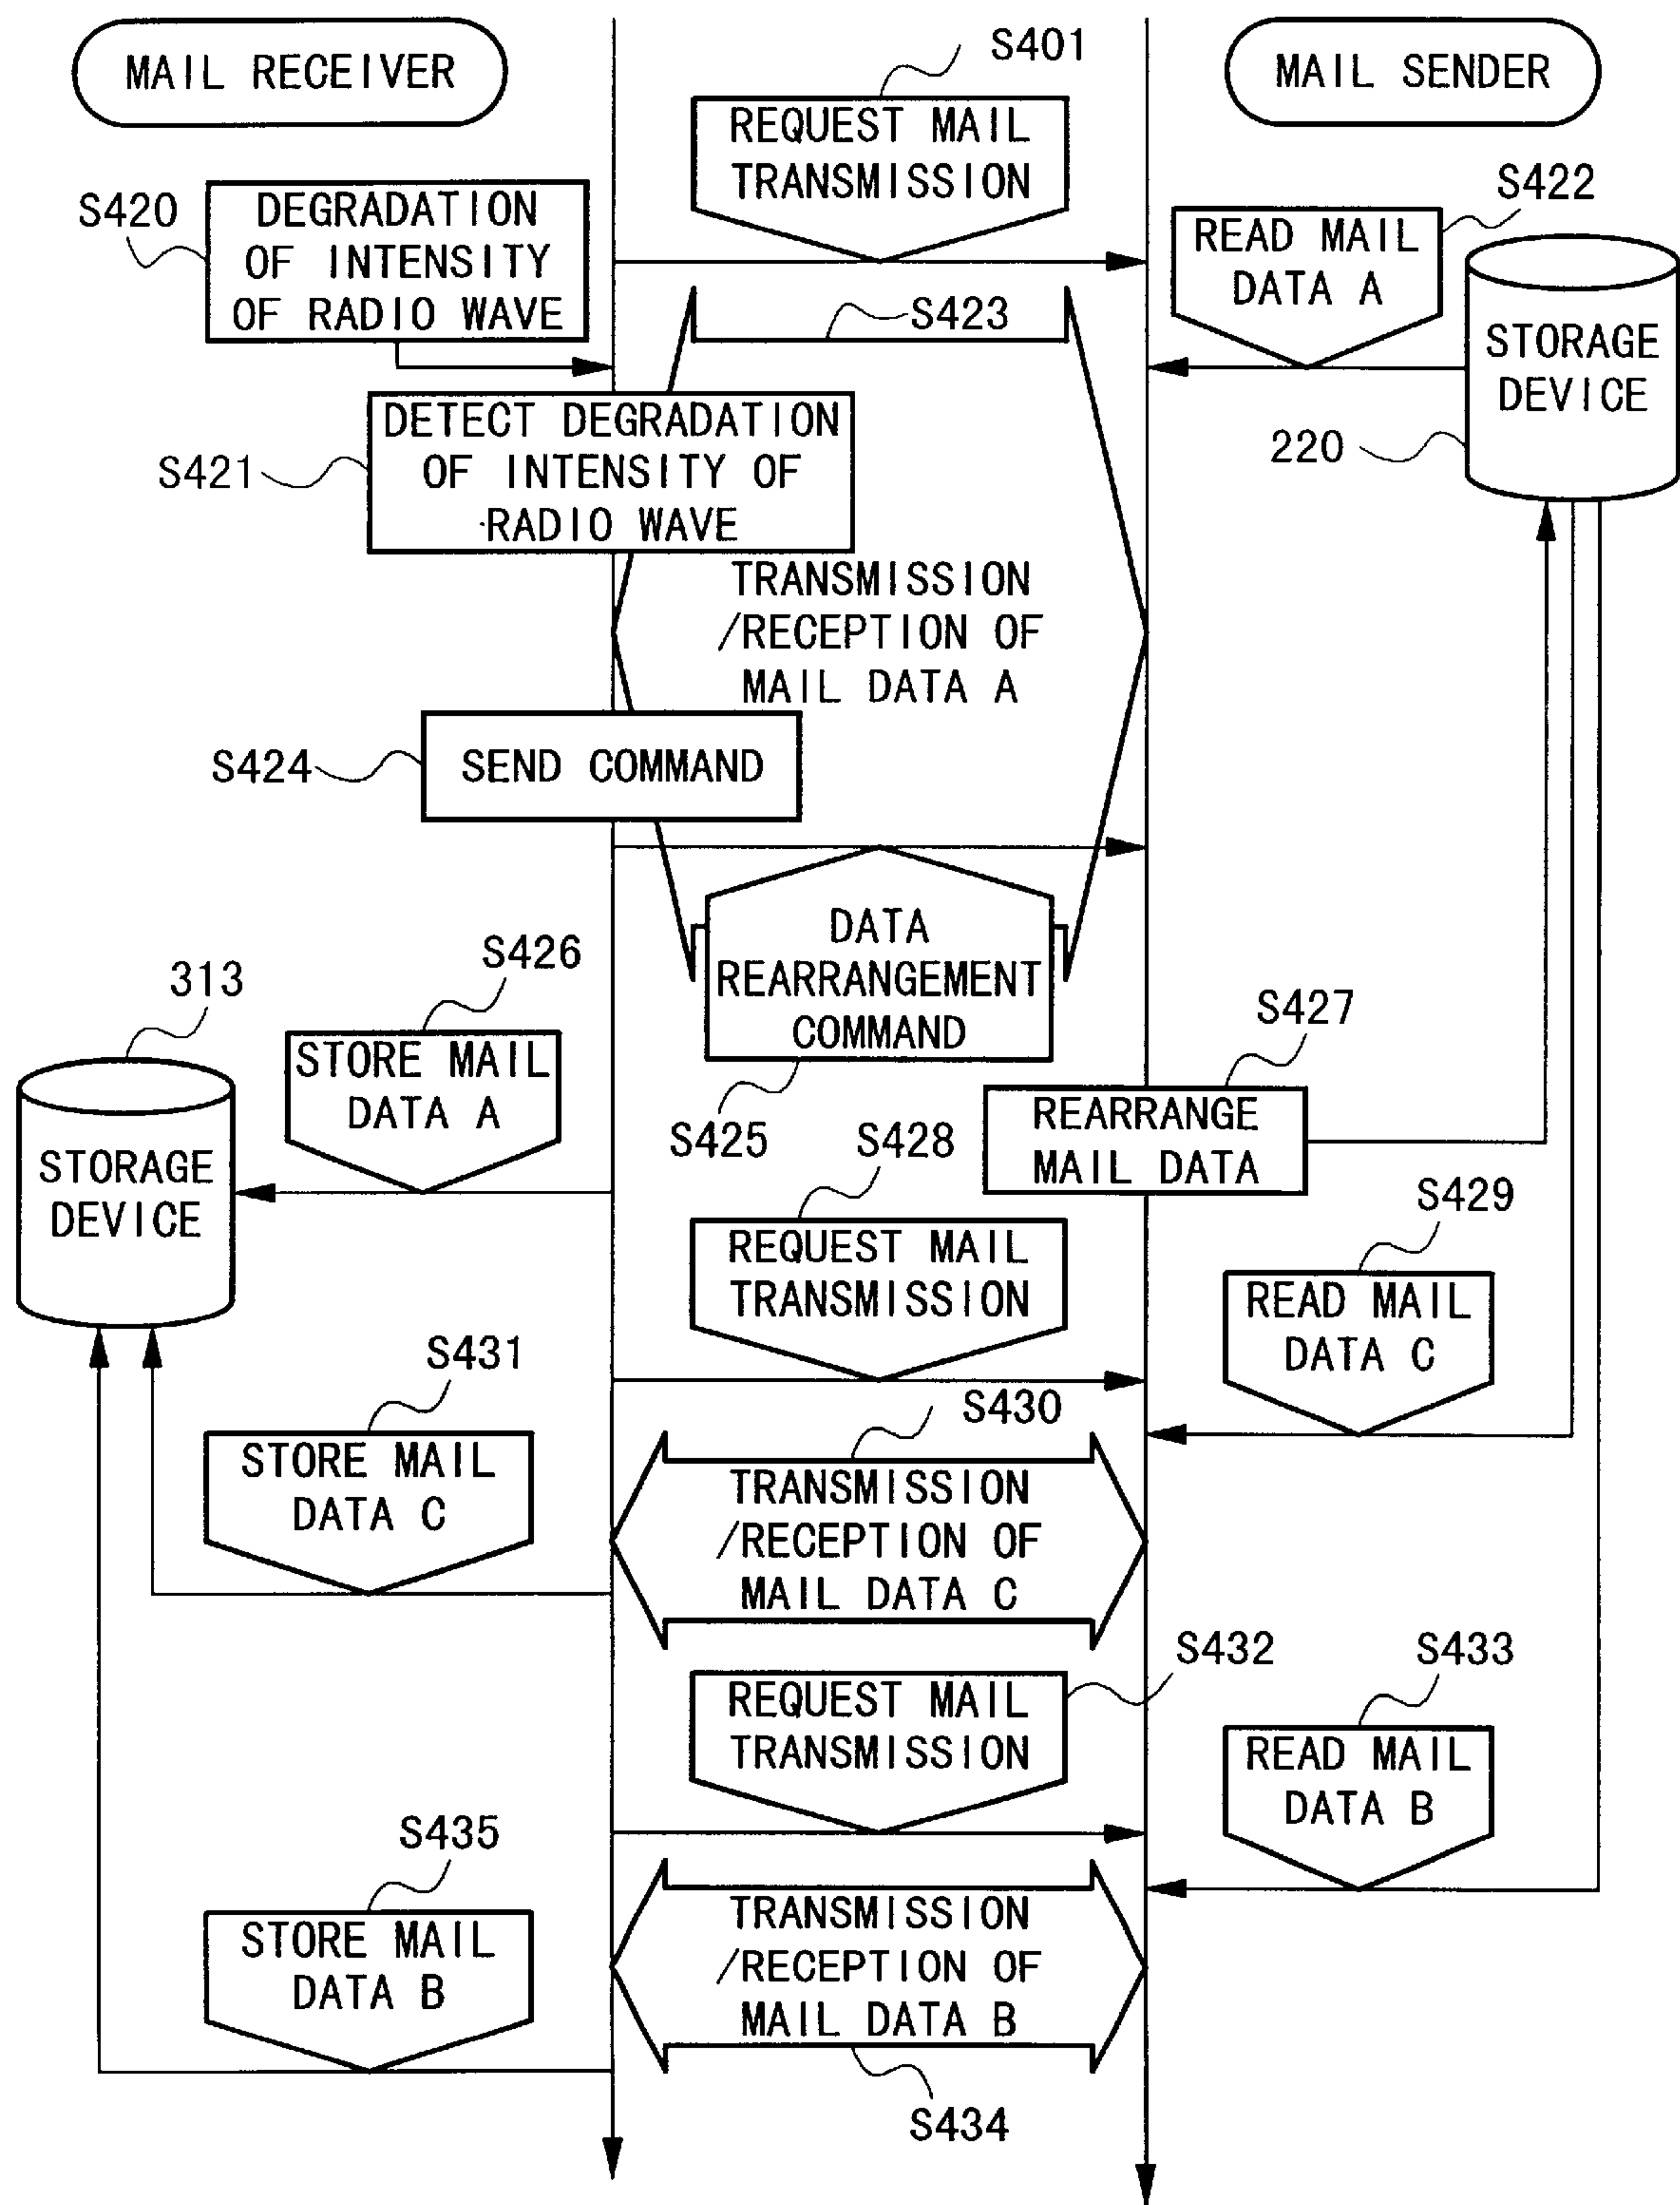 MAIL RECEIVER
S401
MAIL SENDER
REQUEST MAIL
TRANSMISSION
S420
DEGRADATION
OF INTENSITY
OF RADIO WAVE
S422
READ MAIL
DATA A
S423
STORAGE
DEVICE
220
S421
DETECT DEGRADATION
OF INTENSITY OF
RADIO WAVE
TRANSMISSION
/RECEPTION OF
MAIL DATA A
S424
SEND COMMAND
DATA
REARRANGEMENT
COMMAND
S425
313
S426
STORE MAIL
DATA A
STORAGE
DEVICE
S427
REARRANGE
MAIL DATA
S428
REQUEST MAIL
TRANSMISSION
S429
READ MAIL
DATA C
S431
STORE MAIL
DATA C
S430
TRANSMISSION
/RECEPTION OF
MAIL DATA C
S432
REQUEST MAIL
TRANSMISSION
S433
READ MAIL
DATA B
S435
STORE MAIL
DATA B
TRANSMISSION
/RECEPTION OF
MAIL DATA B
S434